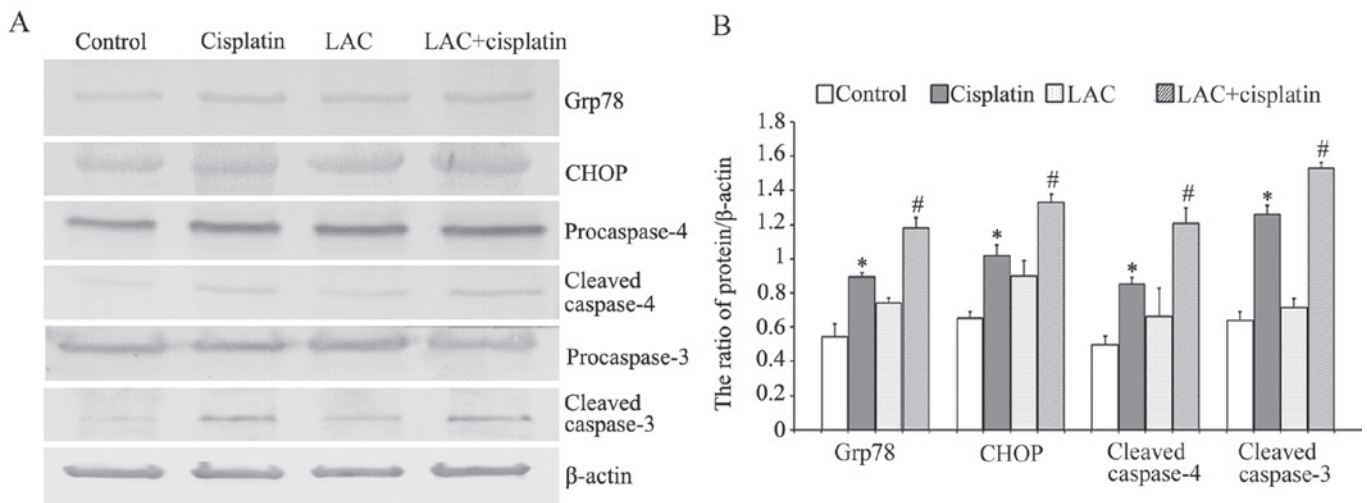 A
Control Cisplatin LAC LAC+cisplatin
Grp78
CHOP
Procaspase-4
Cleaved
caspase-4
Procaspase-3
Cleaved
caspase-3
β-actin
B
Control Cisplatin LAC LAC+cisplatin
The ratio of protein/β-actin
1.8
1.6
1.4
1.2
1
0.8
0.6
0.4
0.2
0
*
#
*
#
*
#
*
#
Grp78
CHOP
Cleaved
caspase-4
Cleaved
caspase-3